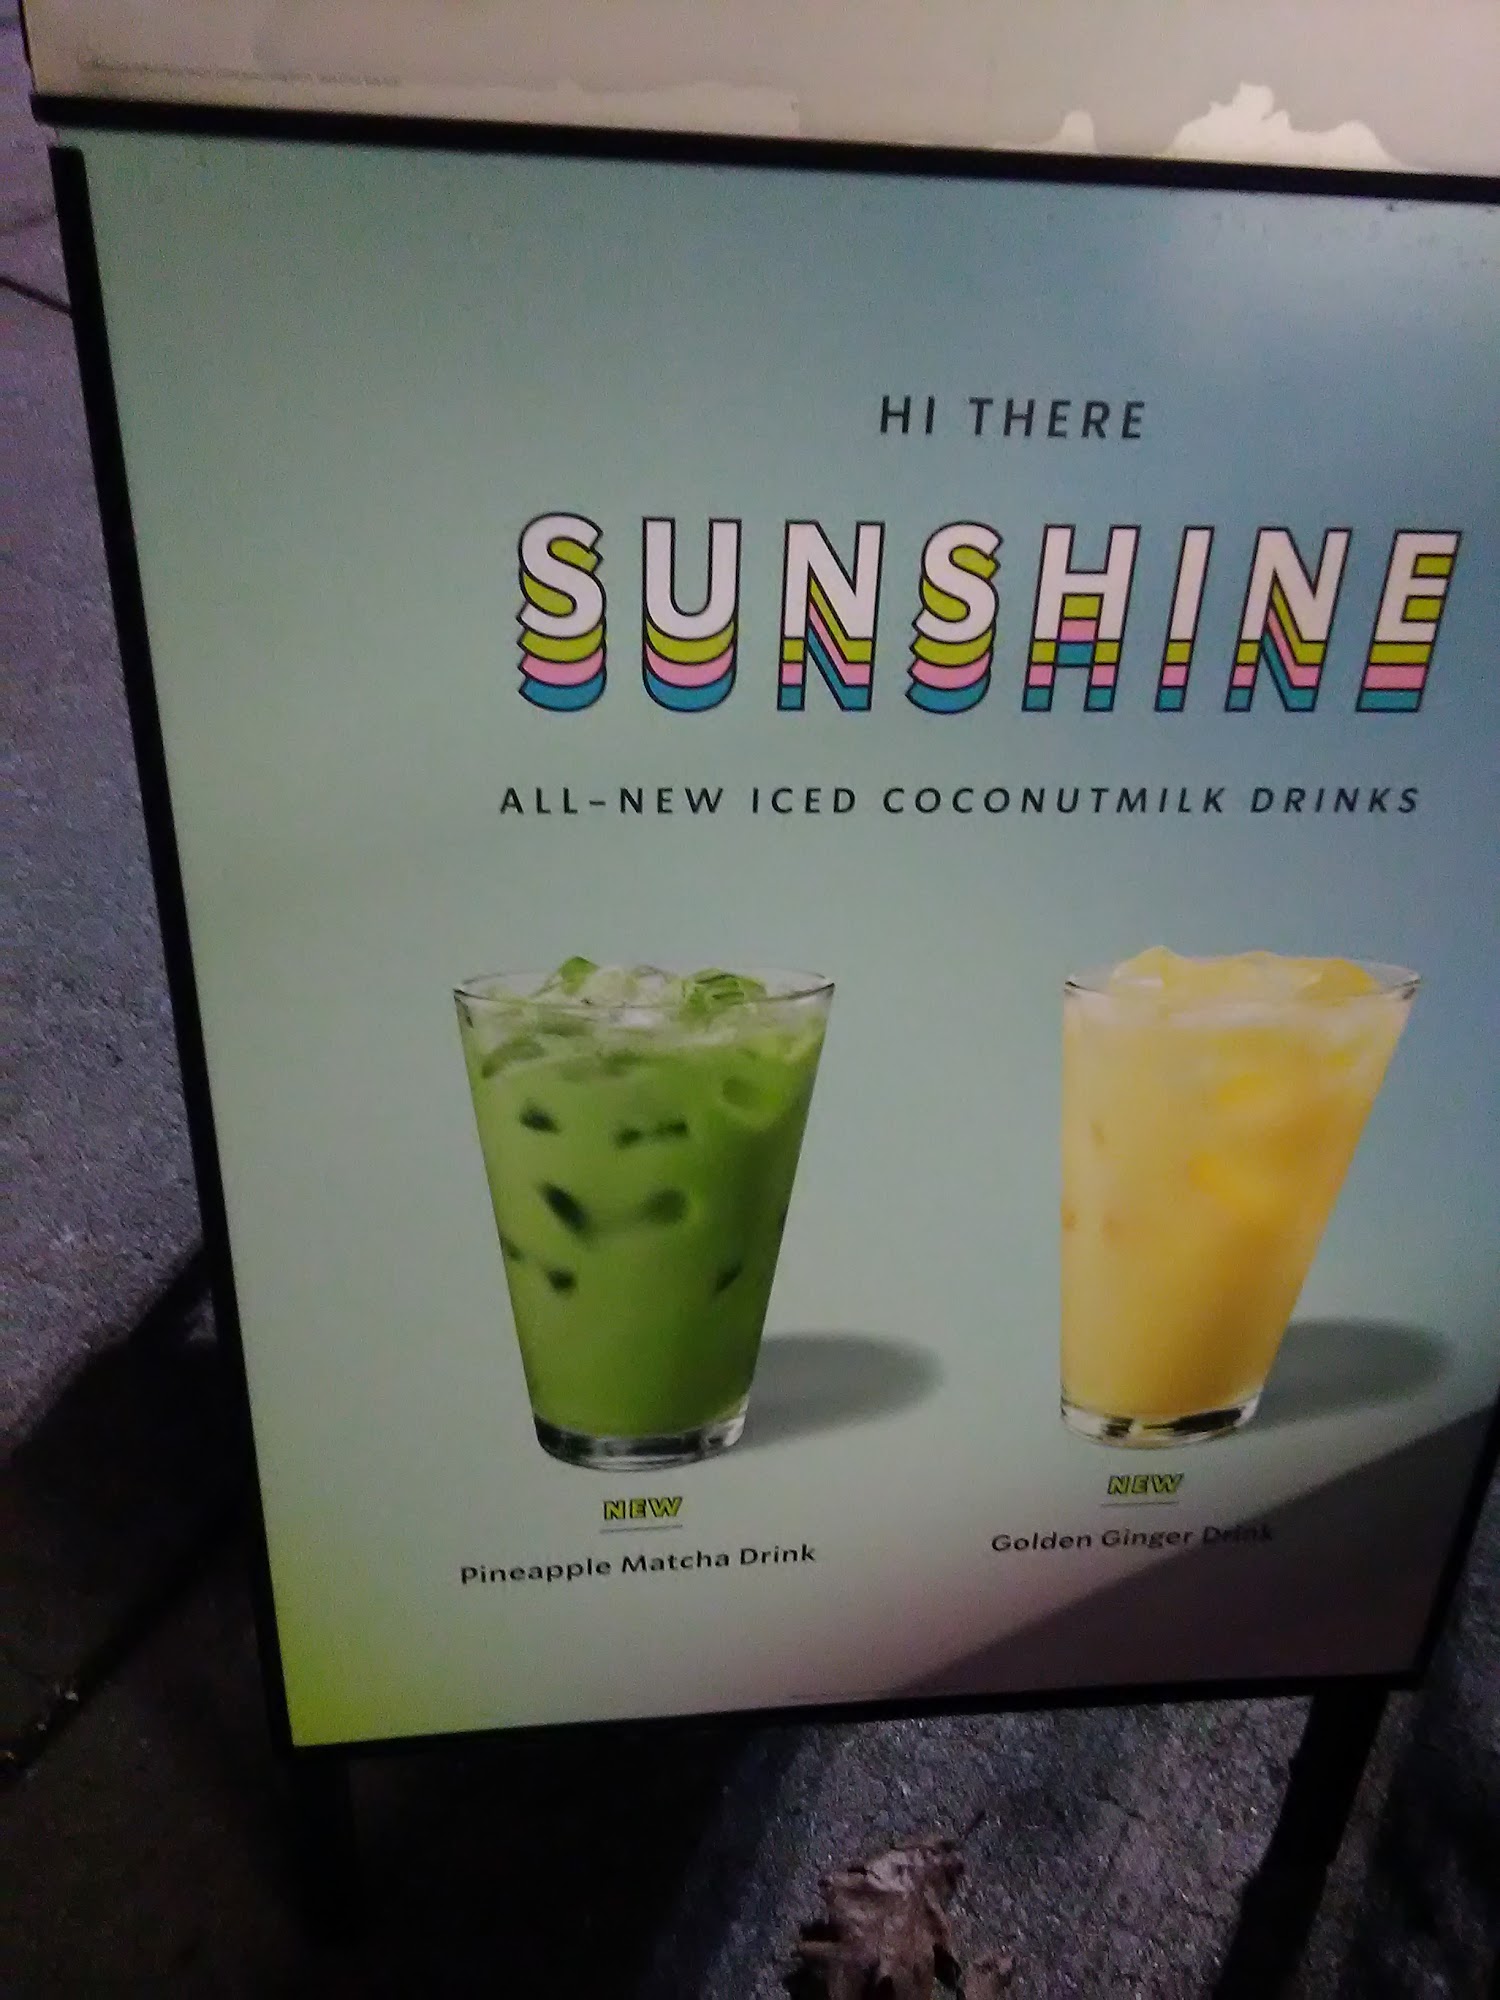 HI THERE
SUNSHINE
ALL-NEW ICED COCONUTMILK DRINKS
NEW
Pineapple Matcha Drink
NEW
Golden Ginger Drink